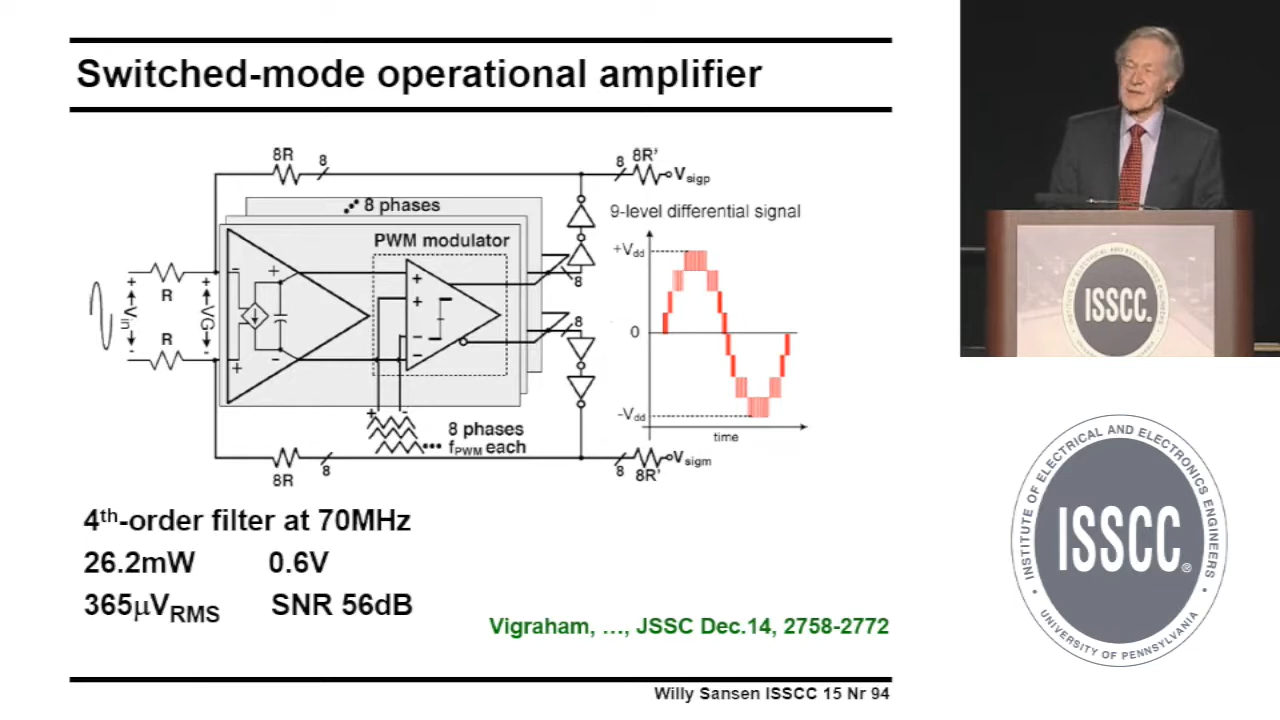 Switched-mode operational amplifier
8R
8
8
8R'
Vsigp
8 phases
9-level differential signal
PWM modulator
+Vdd
8
R
Vin
VG
0
R
8
-Vdd
8 phases
fPWM each
time
8R
8
8
8R'
Vsigm
4th-order filter at 70MHz
26.2mW 0.6V
365μVRMS SNR 56dB
Vigraham, ..., JSSC Dec.14, 2758-2772
Willy Sansen ISSCC 15 Nr 94
ISSCC.
INSTITUTE OF ELECTRICAL AND ELECTRONICS ENGINEERS
ISSCC®
UNIVERSITY OF PENNSYLVANIA